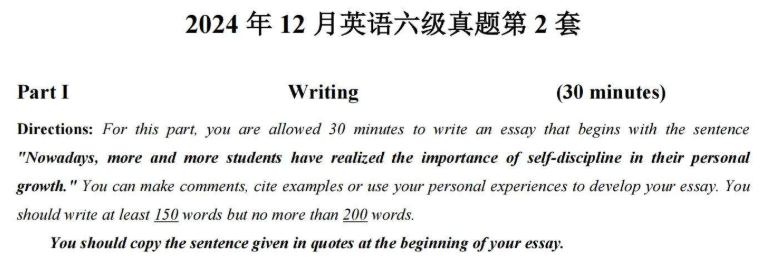 2024 年 12 月英语六级真题第 2 套
Part I Writing (30 minutes)
Directions: For this part, you are allowed 30 minutes to write an essay that begins with the sentence
"Nowadays, more and more students have realized the importance of self-discipline in their personal
growth." You can make comments, cite examples or use your personal experiences to develop your essay. You
should write at least 150 words but no more than 200 words.
You should copy the sentence given in quotes at the beginning of your essay.